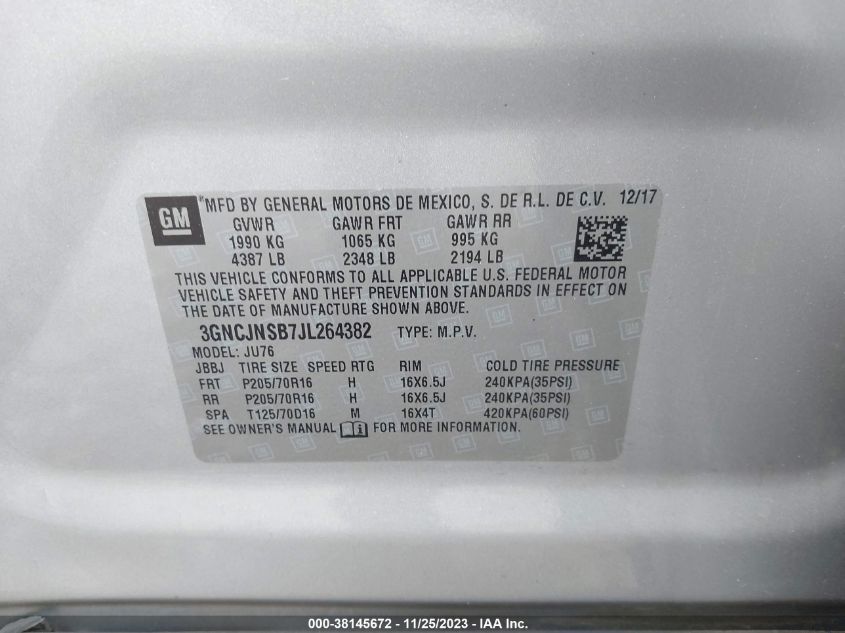 GM
*MFD BY GENERAL MOTORS DE MEXICO, S. DE R.L. DE C.V. 12/17
GVWR GAWR FRT GAWR RR
1990 KG 1065 KG 995 KG
4387 LB 2348 LB 2194 LB
THIS VEHICLE CONFORMS TO ALL APPLICABLE U.S. FEDERAL MOTOR
VEHICLE SAFETY AND THEFT PREVENTION STANDARDS IN EFFECT ON
THE DATE OF MANUFACTURE SHOWN ABOVE.
3GNCJNSB7JL264382 TYPE: M.P.V.
MODEL: JU76
JBBJ TIRE SIZE SPEED RTG RIM COLD TIRE PRESSURE
FRT P205/70R16 H 16X6.5J 240KPA(35PSI)
RR P205/70R16 H 16X6.5J 240KPA(35PSI)
SPA T125/70D16 M 16X4T 420KPA(60PSI)
SEE OWNER'S MANUAL FOR MORE INFORMATION.
000-38145672 - 11/25/2023 - IAA Inc.